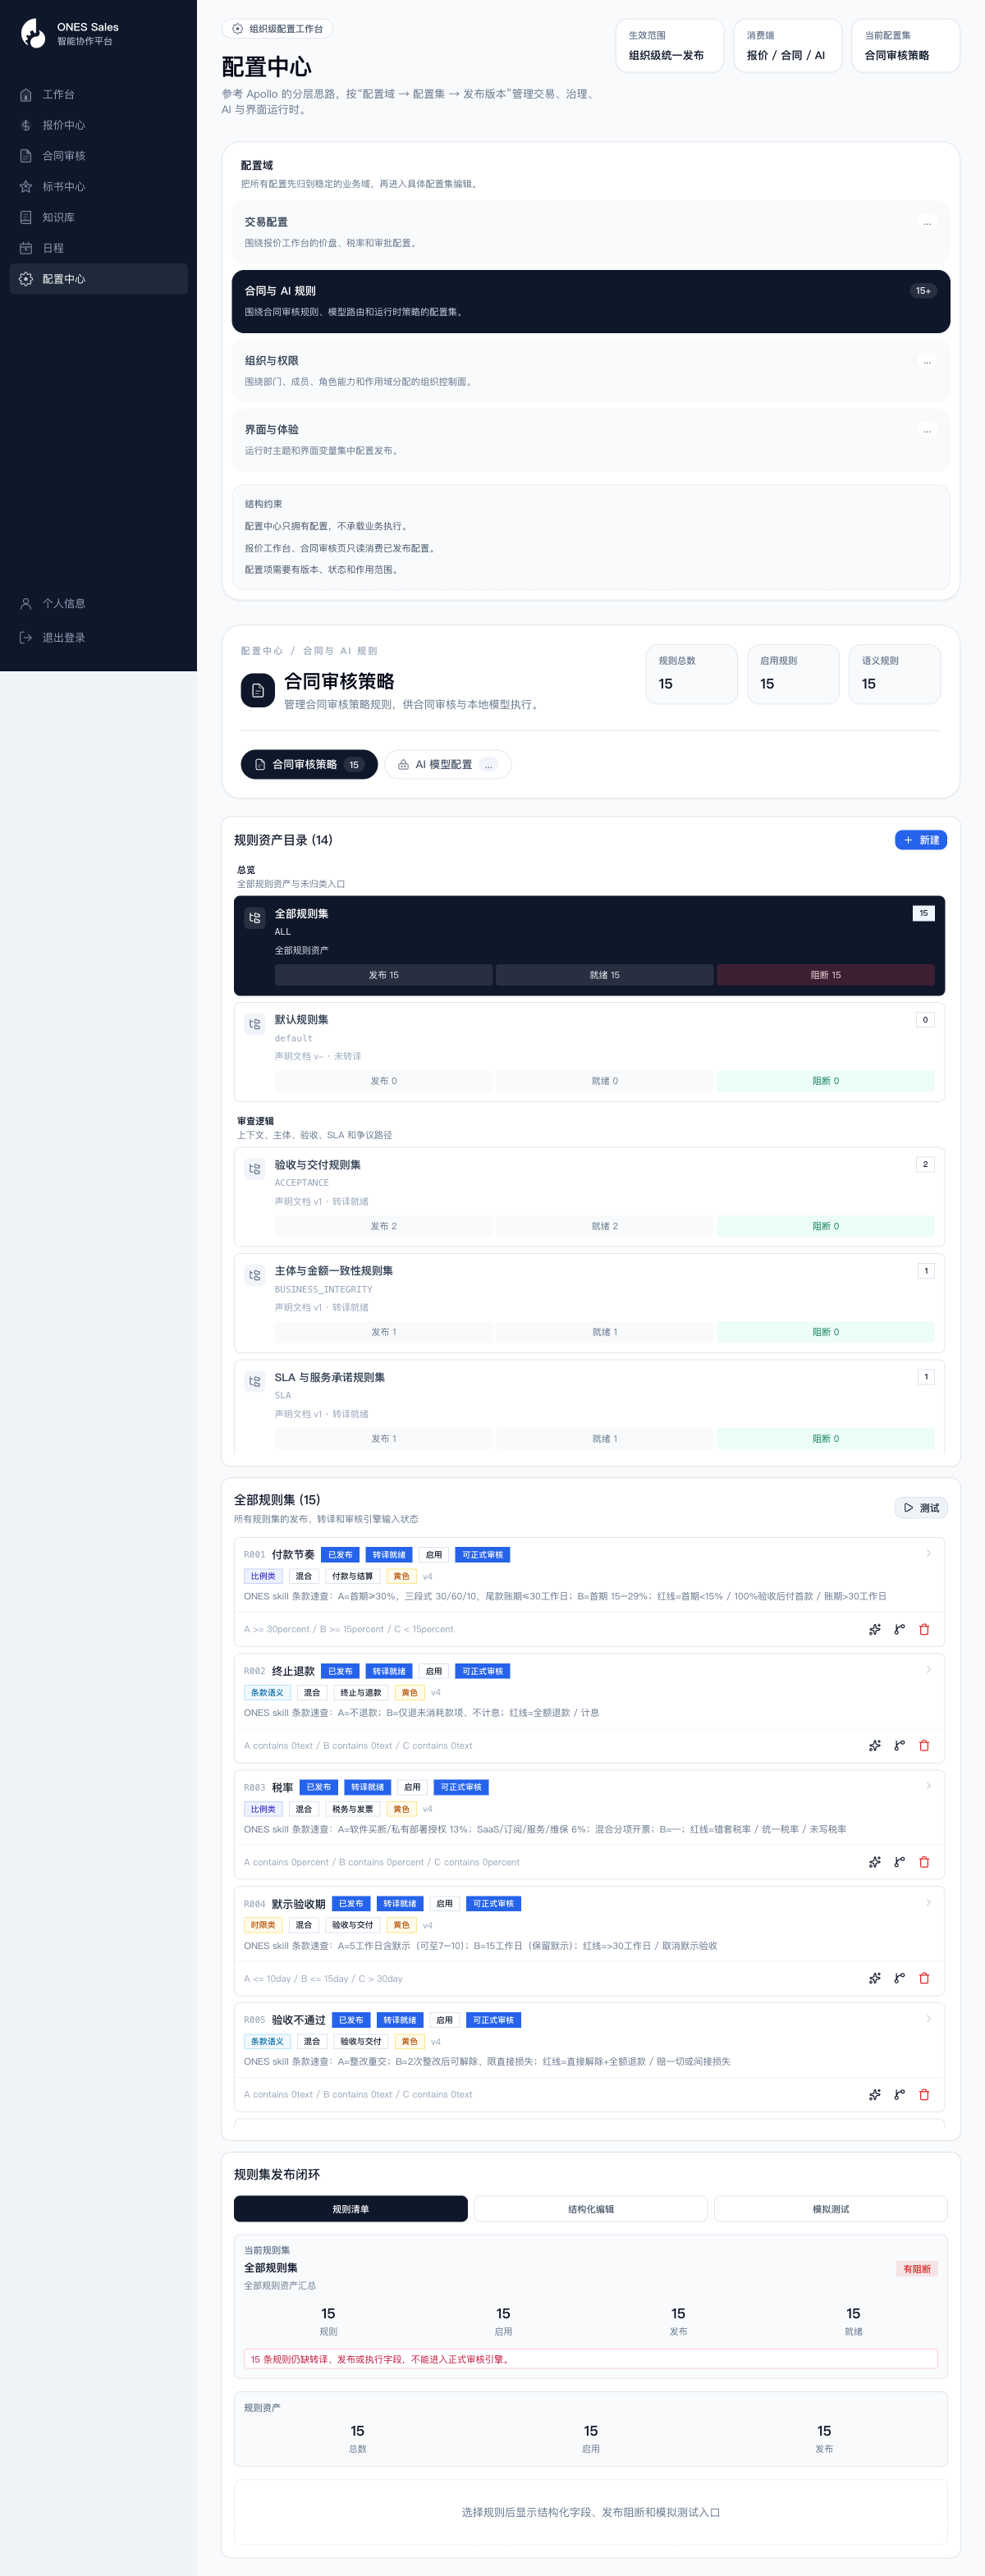 ONES Sales
智能协作平台
工作台
报价中心
合同审核
标书中心
知识库
日程
配置中心
个人信息
退出登录
组织级配置工作台
配置中心
参考 Apollo 的分层思路，按“配置域 → 配置集 → 发布版本”管理交易、治理、
AI 与界面运行时。
生效范围
组织级统一发布
消费端
报价 / 合同 / AI
当前配置集
合同审核策略
配置域
把所有配置先归到稳定的业务域，再进入具体配置集编辑。
交易配置
...
围绕报价工作台的价盘、税率和审批配置。
合同与 AI 规则
15+
围绕合同审核规则、模型路由和运行时策略的配置集。
组织与权限
...
围绕部门、成员、角色能力和作用域分配的组织控制面。
界面与体验
...
运行时主题和界面变量集中配置发布。
结构约束
配置中心只拥有配置，不承载业务执行。
报价工作台、合同审核页只读消费已发布配置。
配置项需要有版本、状态和作用范围。
配置中心 / 合同与 AI 规则
合同审核策略
管理合同审核策略规则，供合同审核与本地模型执行。
规则总数
15
启用规则
15
语义规则
15
合同审核策略 15
AI 模型配置 ...
规则资产目录 (14)
新建
总览
全部规则资产与未归类入口
全部规则集
15
ALL
全部规则资产
发布 15
就绪 15
阻断 15
默认规则集
0
default
声明文档 v- · 未转译
发布 0
就绪 0
阻断 0
审查逻辑
上下文、主体、验收、SLA 和争议路径
验收与交付规则集
2
ACCEPTANCE
声明文档 v1 · 转译就绪
发布 2
就绪 2
阻断 0
主体与金额一致性规则集
1
BUSINESS_INTEGRITY
声明文档 v1 · 转译就绪
发布 1
就绪 1
阻断 0
SLA 与服务承诺规则集
1
SLA
声明文档 v1 · 转译就绪
发布 1
就绪 1
阻断 0
全部规则集 (15)
所有规则集的发布、转译和审核引擎输入状态
测试
R001 付款节奏 已发布 转译就绪 启用 可正式审核
比例类 混合 付款与结算 黄色 v4
ONES skill 条款速查：A=首期≥30%，三段式 30/60/10，尾款账期≤30工作日；B=首期 15–29%；红线=首期<15% / 100%验收后付首款 / 账期>30工作日
A >= 30percent / B >= 15percent / C < 15percent
R002 终止退款 已发布 转译就绪 启用 可正式审核
条款语义 混合 终止与退款 黄色 v4
ONES skill 条款速查：A=不退款；B=仅退未消耗款项、不计息；红线=全额退款 / 计息
A contains 0text / B contains 0text / C contains 0text
R003 税率 已发布 转译就绪 启用 可正式审核
比例类 混合 税务与发票 黄色 v4
ONES skill 条款速查：A=软件买断/私有部署授权 13%；SaaS/订阅/服务/维保 6%；混合分项开票；B=—；红线=错套税率 / 统一税率 / 未写税率
A contains 0percent / B contains 0percent / C contains 0percent
R004 默示验收期 已发布 转译就绪 启用 可正式审核
时限类 混合 验收与交付 黄色 v4
ONES skill 条款速查：A=5工作日含默示（可至7–10）；B=15工作日（保留默示）；红线=>30工作日 / 取消默示验收
A <= 10day / B <= 15day / C > 30day
R005 验收不通过 已发布 转译就绪 启用 可正式审核
条款语义 混合 验收与交付 黄色 v4
ONES skill 条款速查：A=整改重交；B=2次整改后可解除、限直接损失；红线=直接解除+全额退款 / 赔一切或间接损失
A contains 0text / B contains 0text / C contains 0text
规则集发布闭环
规则清单
结构化编辑
模拟测试
当前规则集
全部规则集
有阻断
全部规则资产汇总
15
规则
15
启用
15
发布
15
就绪
15 条规则仍缺转译、发布或执行字段，不能进入正式审核引擎。
规则资产
15
总数
15
启用
15
发布
选择规则后显示结构化字段、发布阻断和模拟测试入口